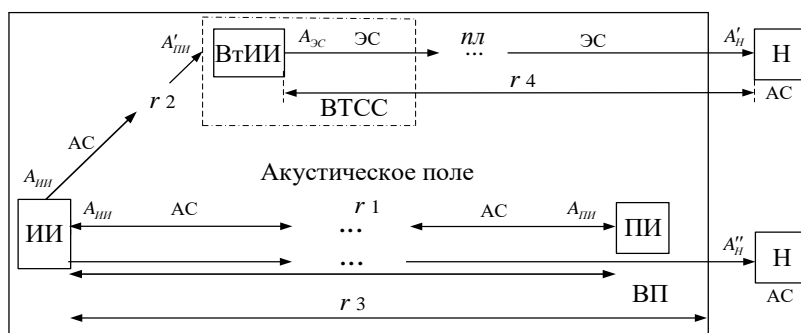 A'ПИ ВтИИ AЭС ЭС пл ... ЭС A'Н Н
r 2 ВТСС r 4 АС
АС
AИИ Акустическое поле
ИИ AИИ АС r 1 ... АС AПИ ПИ
... A''Н Н
ВП АС
r 3